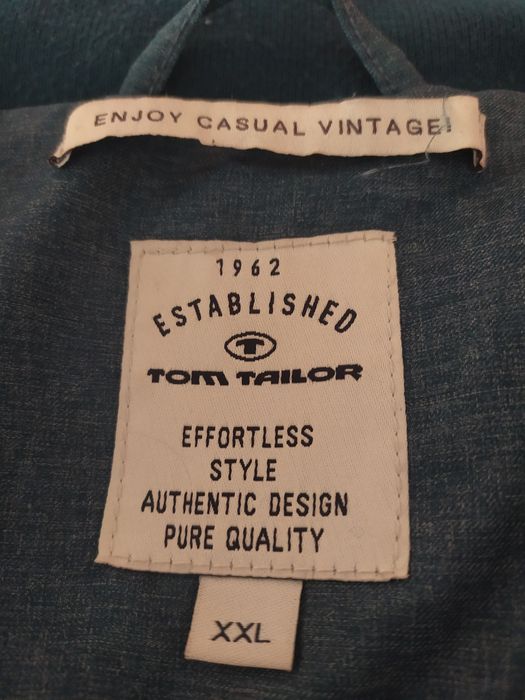 ENJOY CASUAL VINTAGE
1962
ESTABLISHED
T
TOM TAILOR
EFFORTLESS
STYLE
AUTHENTIC DESIGN
PURE QUALITY
XXL